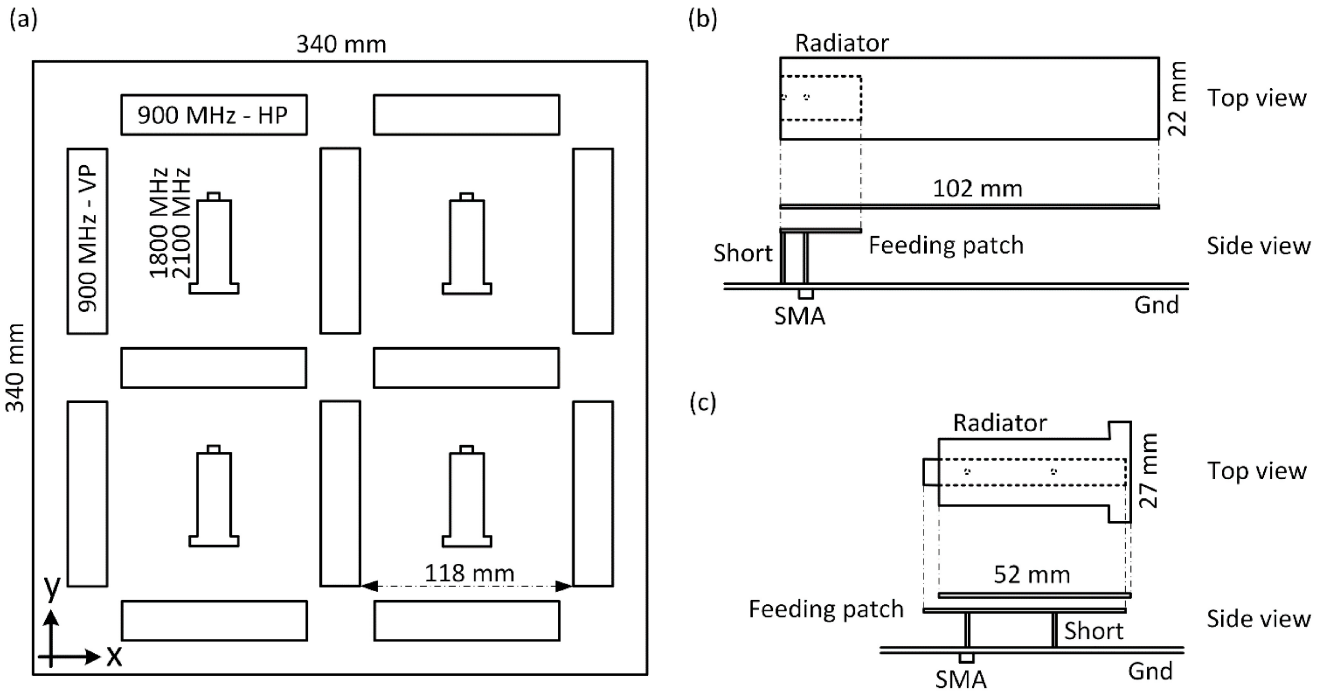 (a)
340 mm
900 MHz - HP
900 MHz - VP
1800 MHz
2100 MHz
340 mm
118 mm
y
x
(b)
Radiator
22 mm
Top view
102 mm
Short
Feeding patch
Side view
SMA
Gnd
(c)
Radiator
27 mm
Top view
52 mm
Feeding patch
Short
Side view
SMA
Gnd